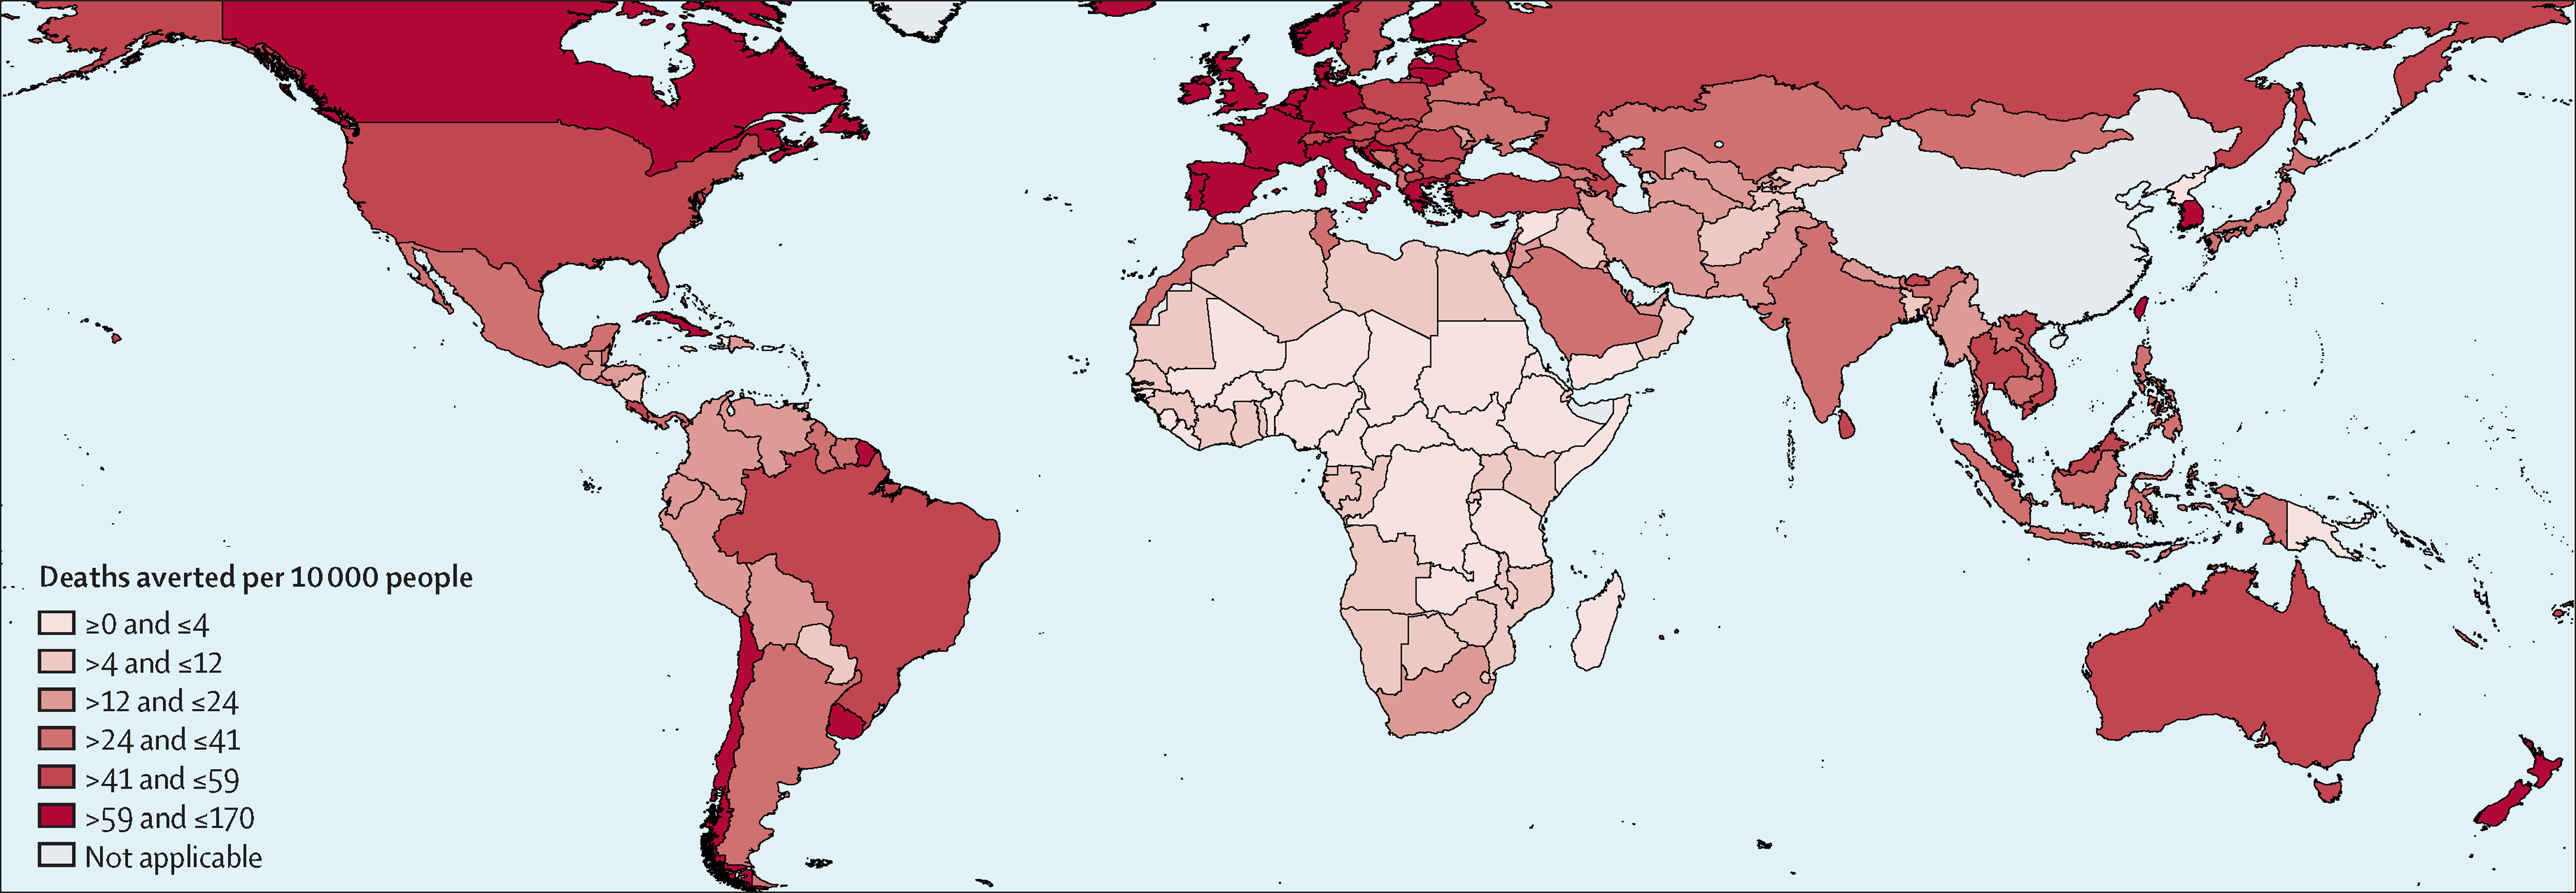 Deaths averted per 10 000 people
≥0 and ≤4
>4 and ≤12
>12 and ≤24
>24 and ≤41
>41 and ≤59
>59 and ≤170
Not applicable